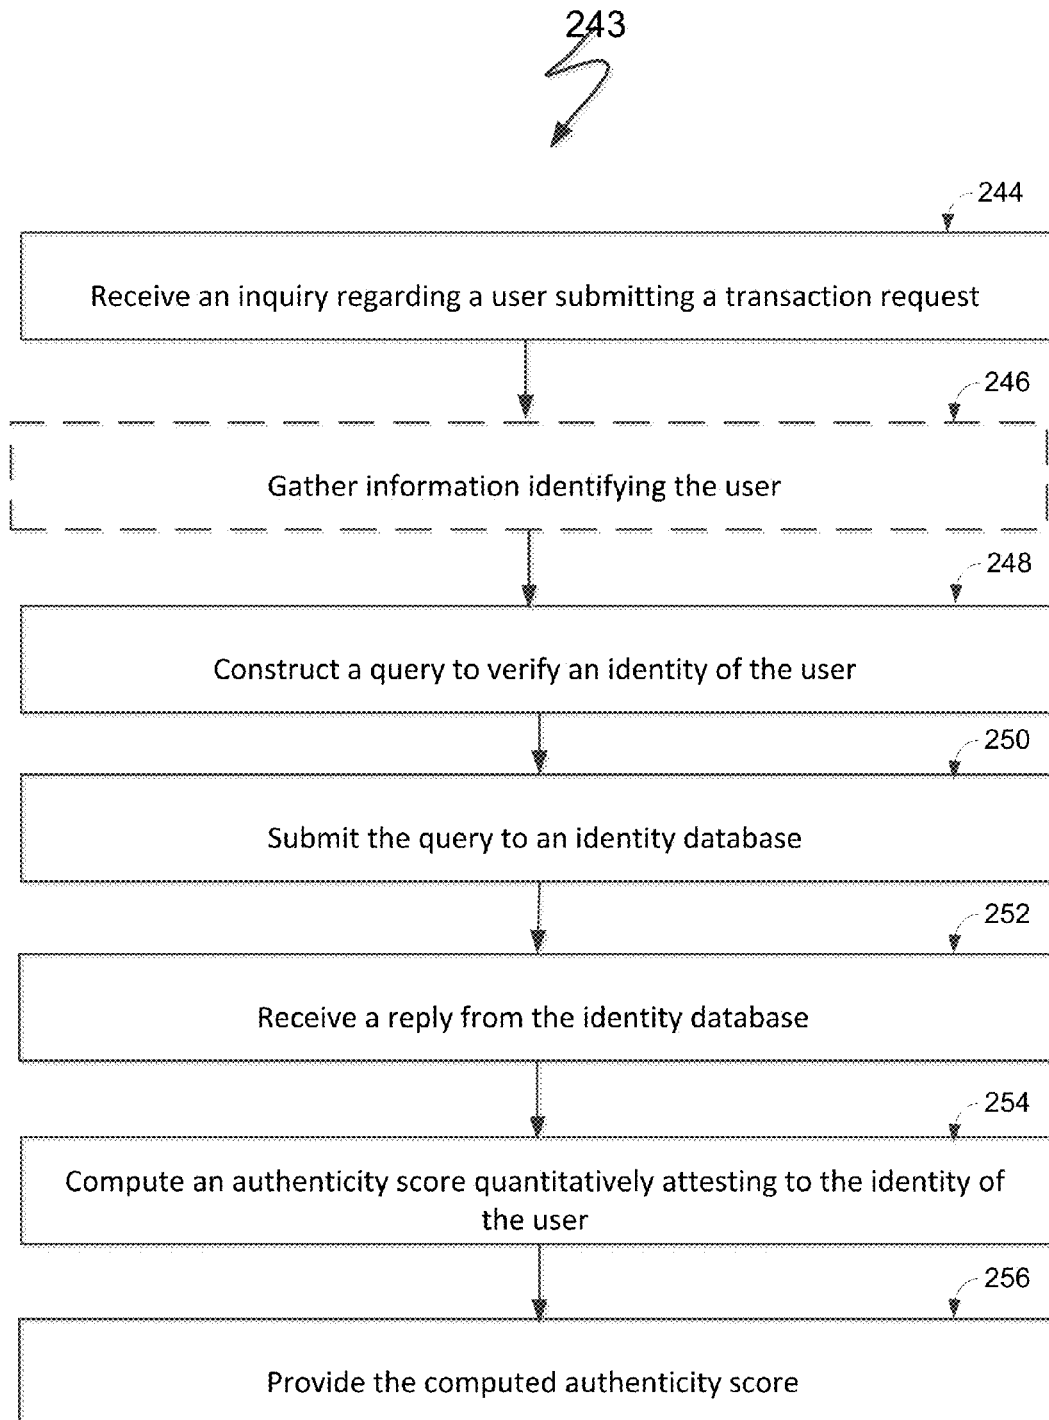 243
244
Receive an inquiry regarding a user submitting a transaction request
246
Gather information identifying the user
248
Construct a query to verify an identity of the user
250
Submit the query to an identity database
252
Receive a reply from the identity database
254
Compute an authenticity score quantitatively attesting to the identity of
the user
256
Provide the computed authenticity score